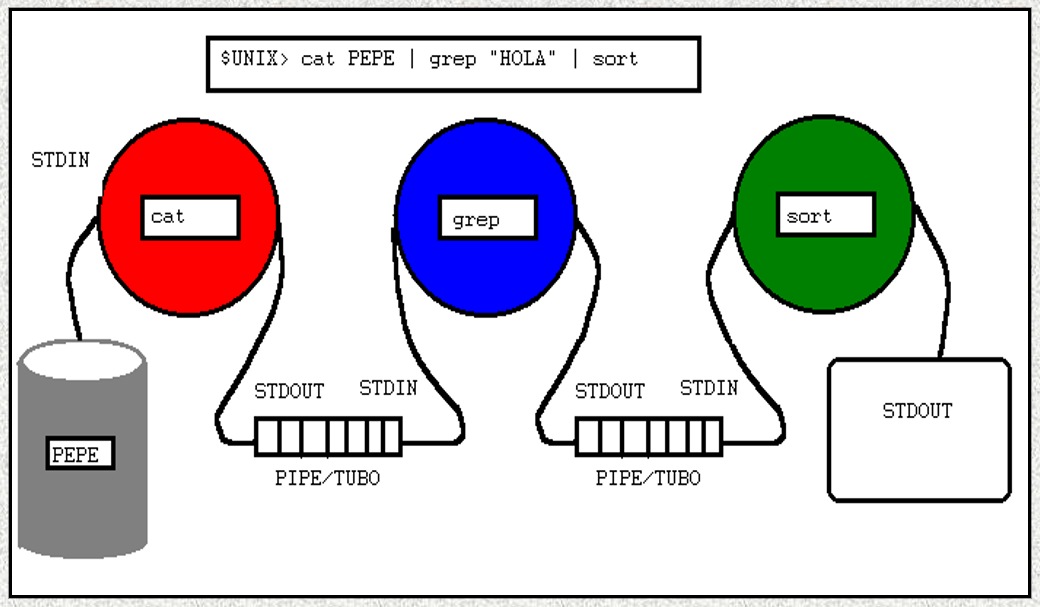 $UNIX> cat PEPE | grep "HOLA" | sort
STDIN
cat
grep
sort
STDOUT
STDIN
STDOUT
STDIN
STDOUT
PEPE
PIPE/TUBO
PIPE/TUBO